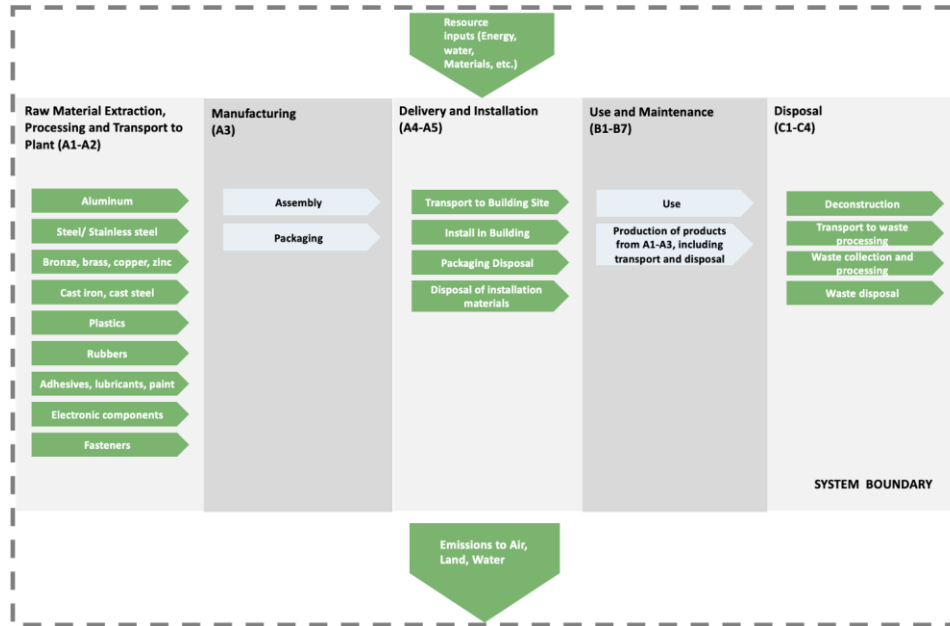 Resource
inputs (Energy,
water,
Materials, etc.)
Raw Material Extraction,
Processing and Transport to
Plant (A1-A2)
Aluminum
Steel/ Stainless steel
Bronze, brass, copper, zinc
Cast iron, cast steel
Plastics
Rubbers
Adhesives, lubricants, paint
Electronic components
Fasteners
Manufacturing
(A3)
Assembly
Packaging
Delivery and Installation
(A4-A5)
Transport to Building Site
Install in Building
Packaging Disposal
Disposal of installation
materials
Use and Maintenance
(B1-B7)
Use
Production of products
from A1-A3, including
transport and disposal
Disposal
(C1-C4)
Deconstruction
Transport to waste
processing
Waste collection and
processing
Waste disposal
SYSTEM BOUNDARY
Emissions to Air,
Land, Water